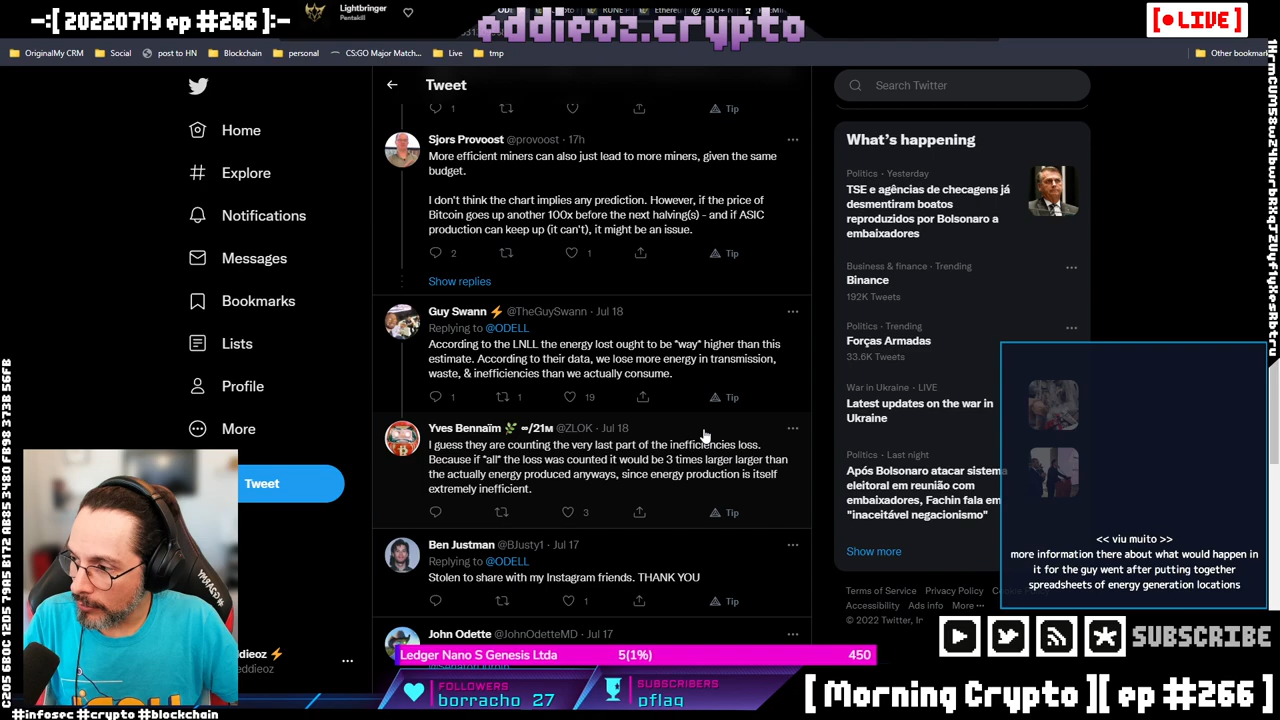 -:[ 20220719 ep #266 ]:-
Lightbringer
Pentakill
eddieoz.crypto
[ • LIVE ]
OriginalMy CRM
Social
post to HN
Blockchain
personal
CS:GO Major Match...
Live
tmp
Other bookmar
Home
Explore
Notifications
Messages
Bookmarks
Lists
Profile
More
Tweet
ddieoz ⚡
eddieoz
Tweet
1
Tip
Sjors Provoost @provoost · 17h
More efficient miners can also just lead to more miners, given the same
budget.
I don't think the chart implies any prediction. However, if the price of
Bitcoin goes up another 100x before the next halving(s) - and if ASIC
production can keep up (it can't), it might be an issue.
2 1 Tip
Show replies
Guy Swann ⚡ @TheGuySwann · Jul 18
Replying to @ODELL
According to the LNLL the energy lost ought to be *way* higher than this
estimate. According to their data, we lose more energy in transmission,
waste, & inefficiencies than we actually consume.
1 1 19 Tip
Yves Bennaïm 🌿 ∞/21ᴍ @ZLOK · Jul 18
I guess they are counting the very last part of the inefficiencies loss.
Because if *all* the loss was counted it would be 3 times larger larger than
the actually energy produced anyways, since energy production is itself
extremely inefficient.
3 Tip
Ben Justman @BJusty1 · Jul 17
Replying to @ODELL
Stolen to share with my Instagram friends. THANK YOU
1 Tip
John Odette @JohnOdetteMD · Jul 17
Search Twitter
What's happening
Politics · Yesterday
TSE e agências de checagens já
desmentiram boatos
reproduzidos por Bolsonaro a
embaixadores
Business & finance · Trending
Binance
192K Tweets
Politics · Trending
Forças Armadas
33.6K Tweets
War in Ukraine · LIVE
Latest updates on the war in
Ukraine
Politics · Last night
Após Bolsonaro atacar sistema
eleitoral em reunião com
embaixadores, Fachin fala em
"inaceitável negacionismo"
Show more
Terms of Service Privacy Policy
Accessibility Ads info More ···
© 2022 Twitter, In
<< viu muito >>
more information there about what would happen in
it for the guy went after putting together
spreadsheets of energy generation locations
SUBSCRIBE
Ledger Nano S Genesis Ltda 5(1%) 450
FOLLOWERS
borracho_27
SUBSCRIBERS
pflag
[ Morning Crypto ][ ep #266 ]
#infosec #crypto #blockchain